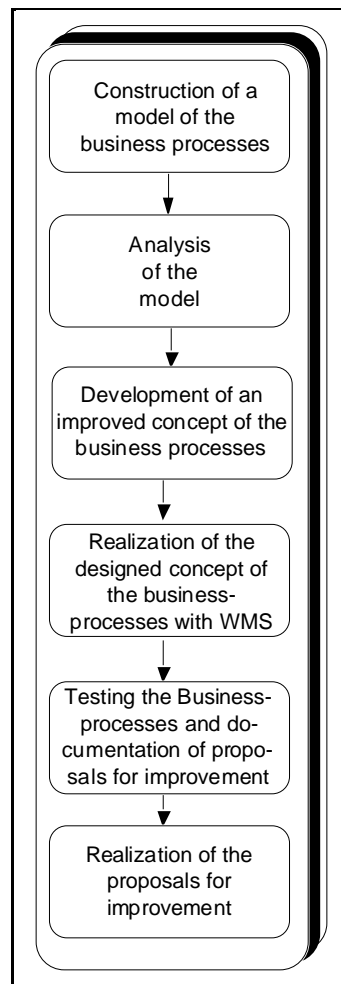 Construction of a
model of the
business processes
Analysis
of the
model
Development of an
improved concept of the
business processes
Realization of the
designed concept of
the business-
processes with WMS
Testing the Business-
processes and do-
cumentation of propo-
sals for improvement
Realization of the
proposals for
improvement